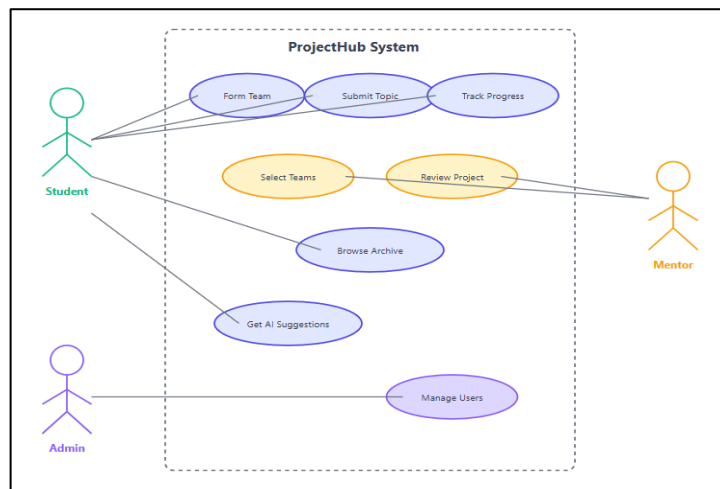 ProjectHub System
Form Team
Submit Topic
Track Progress
Select Teams
Review Project
Student
Browse Archive
Mentor
Get AI Suggestions
Manage Users
Admin